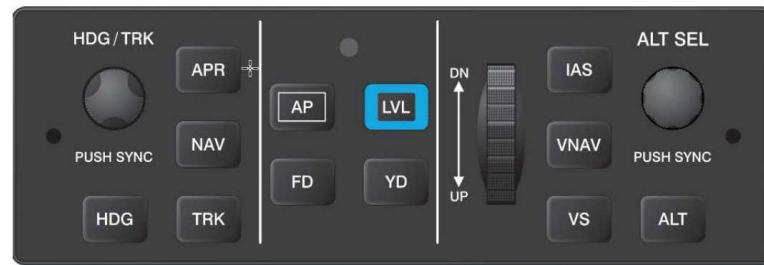 HDG/TRK
APR
NAV
PUSH SYNC
HDG
TRK
AP
LVL
FD
YD
DN
UP
IAS
VNAV
VS
ALT SEL
PUSH SYNC
ALT